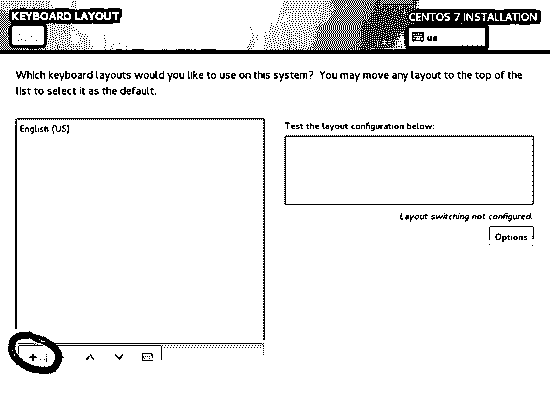 KEYBOARD LAYOUT
CENTOS 7 INSTALLATION
us
Which keyboard layouts would you like to use on this system? You may move any layout to the top of the
list to select it as the default.
English (US)
Test the layout configuration below:
Layout switching not configured.
Options